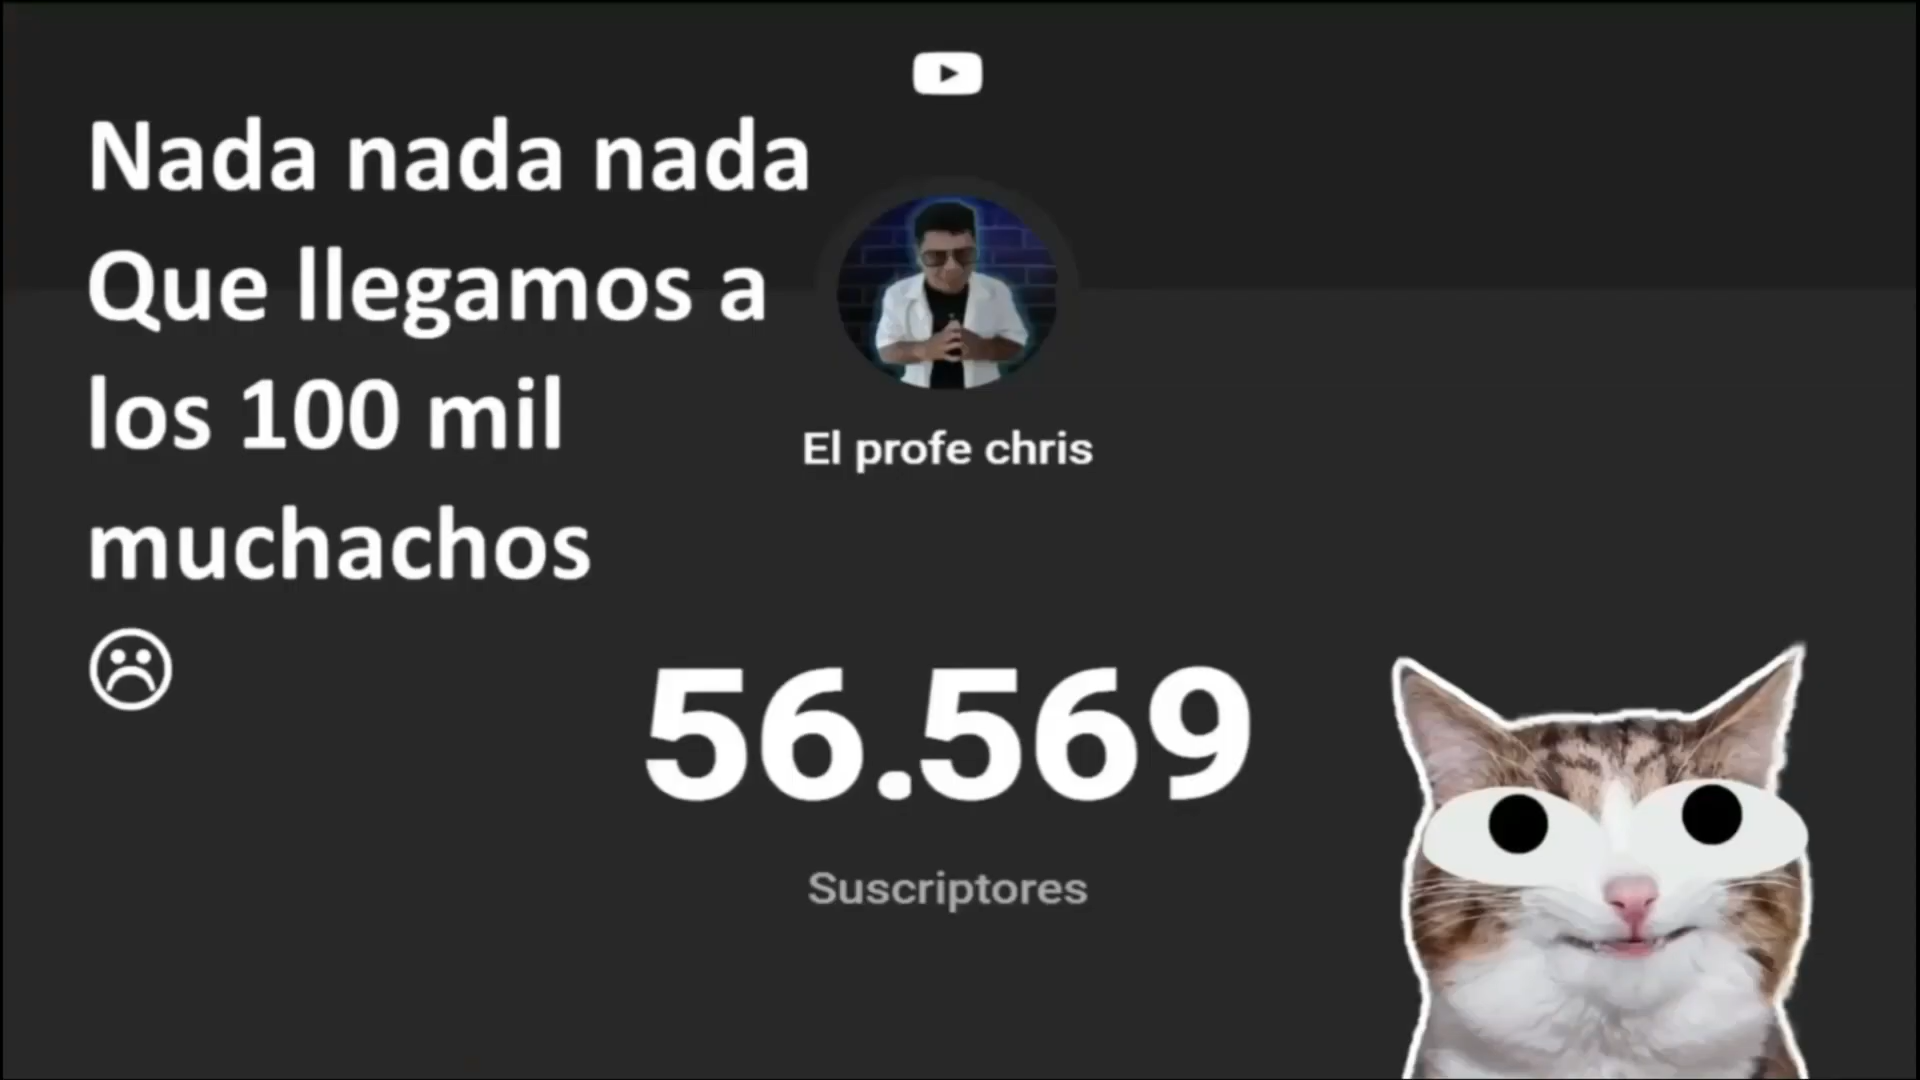 Nada nada nada
Que llegamos a
los 100 mil
muchachos
☹
El profe chris
56.569
Suscriptores